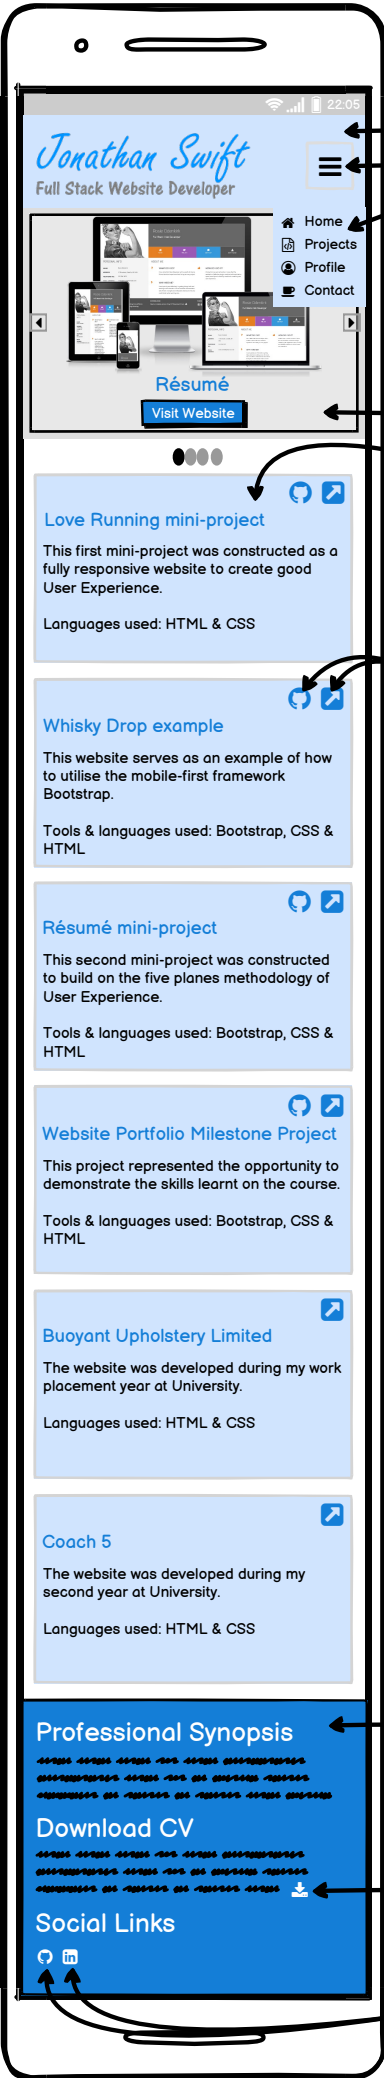 22:05
Jonathan Swift
Full Stack Website Developer
Home
Projects
Profile
Contact
Résumé
Visit Website
Love Running mini-project
This first mini-project was constructed as a
fully responsive website to create good
User Experience.
Languages used: HTML & CSS
Whisky Drop example
This website serves as an example of how
to utilise the mobile-first framework
Bootstrap.
Tools & languages used: Bootstrap, CSS &
HTML
Résumé mini-project
This second mini-project was constructed
to build on the five planes methodology of
User Experience.
Tools & languages used: Bootstrap, CSS &
HTML
Website Portfolio Milestone Project
This project represented the opportunity to
demonstrate the skills learnt on the course.
Tools & languages used: Bootstrap, CSS &
HTML
Buoyant Upholstery Limited
The website was developed during my work
placement year at University.
Languages used: HTML & CSS
Coach 5
The website was developed during my
second year at University.
Languages used: HTML & CSS
Professional Synopsis
Download CV
Social Links
in